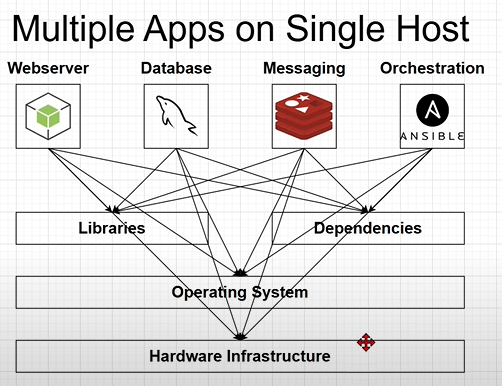 Multiple Apps on Single Host
Webserver Database Messaging Orchestration
ANSIBLE
Libraries Dependencies
Operating System
Hardware Infrastructure